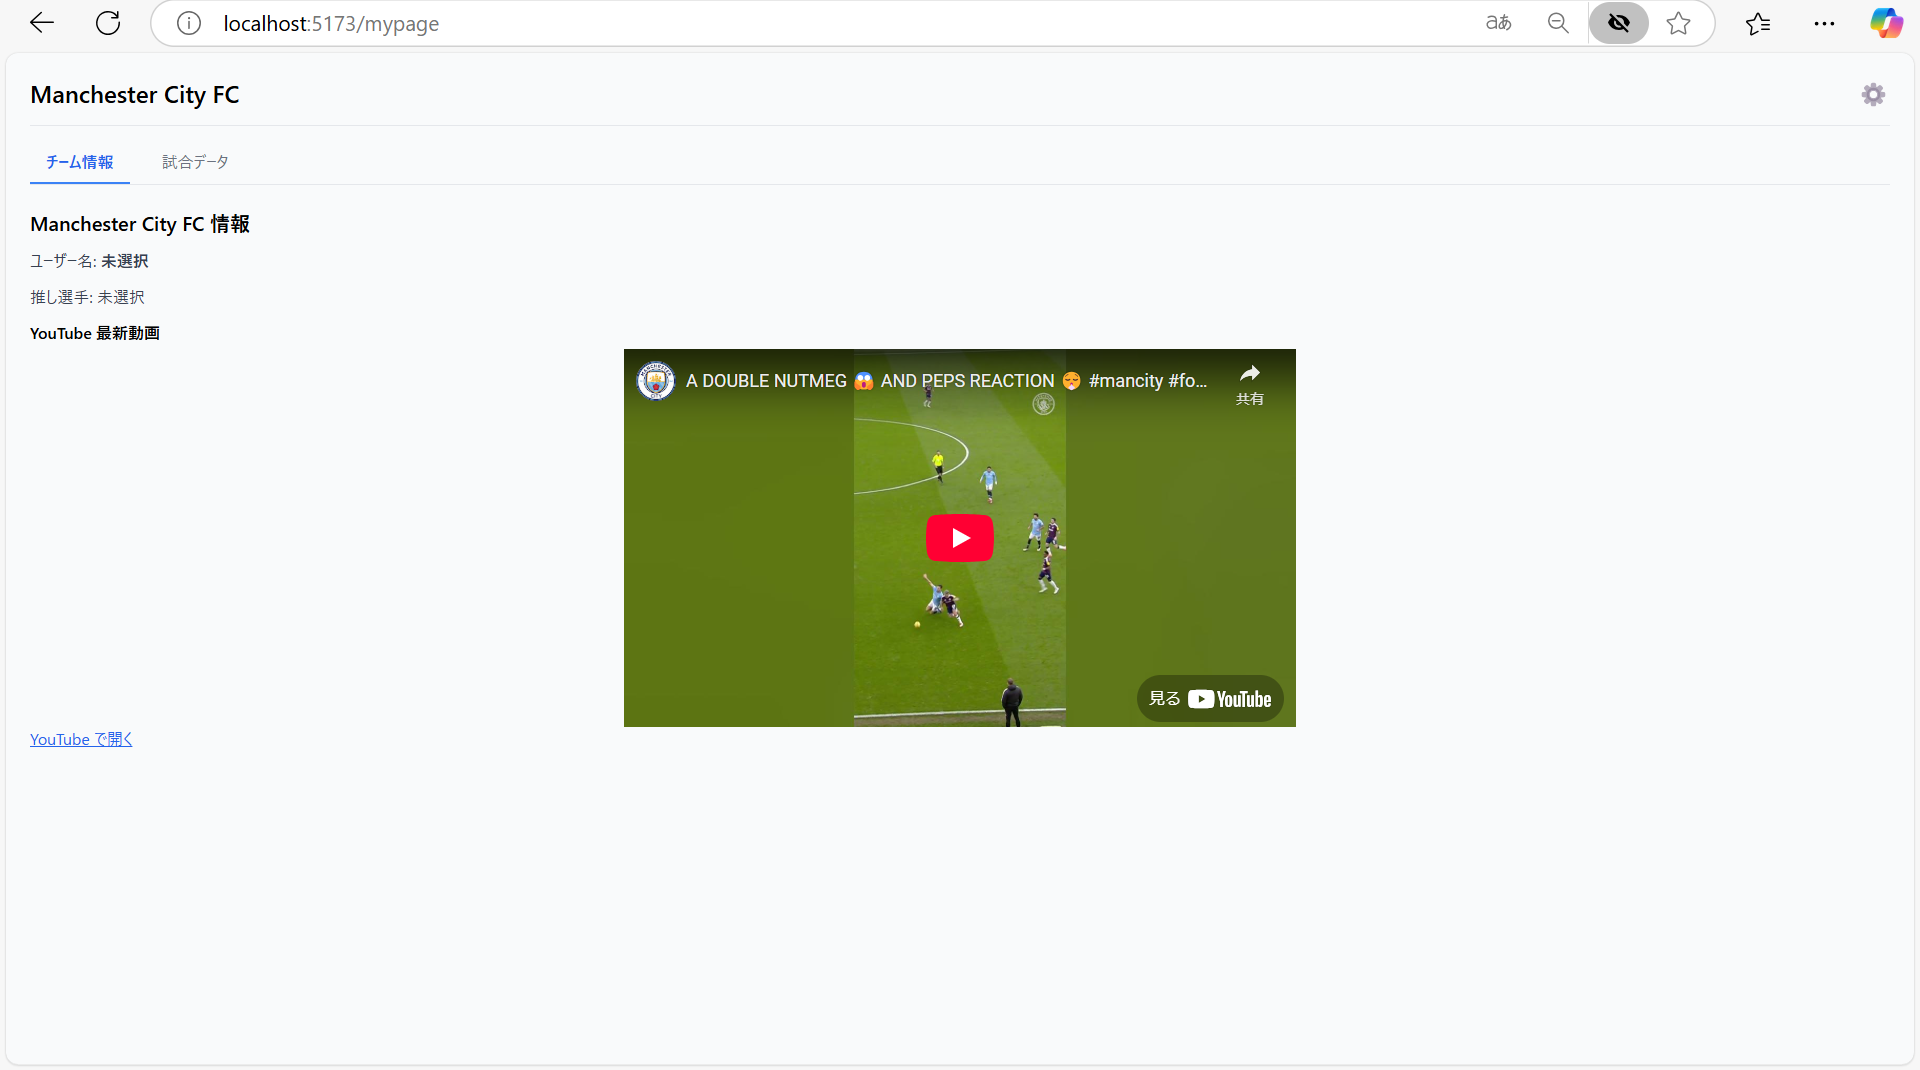 localhost:5173/mypage
aあ
Manchester City FC
チーム情報
試合データ
Manchester City FC 情報
ユーザー名: 未選択
推し選手: 未選択
YouTube 最新動画
A DOUBLE NUTMEG 😱 AND PEPS REACTION 😤 #mancity #fo...
共有
見る YouTube
YouTube で開く